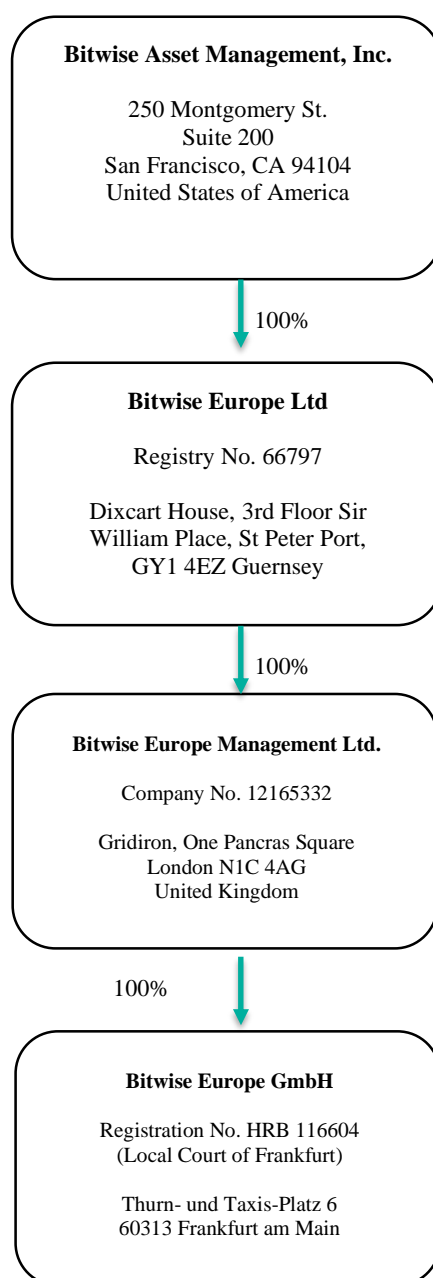 Bitwise Asset Management, Inc.
250 Montgomery St.
Suite 200
San Francisco, CA 94104
United States of America
100%
Bitwise Europe Ltd
Registry No. 66797
Dixcart House, 3rd Floor Sir
William Place, St Peter Port,
GY1 4EZ Guernsey
100%
Bitwise Europe Management Ltd.
Company No. 12165332
Gridiron, One Pancras Square
London N1C 4AG
United Kingdom
100%
Bitwise Europe GmbH
Registration No. HRB 116604
(Local Court of Frankfurt)
Thurn- und Taxis-Platz 6
60313 Frankfurt am Main